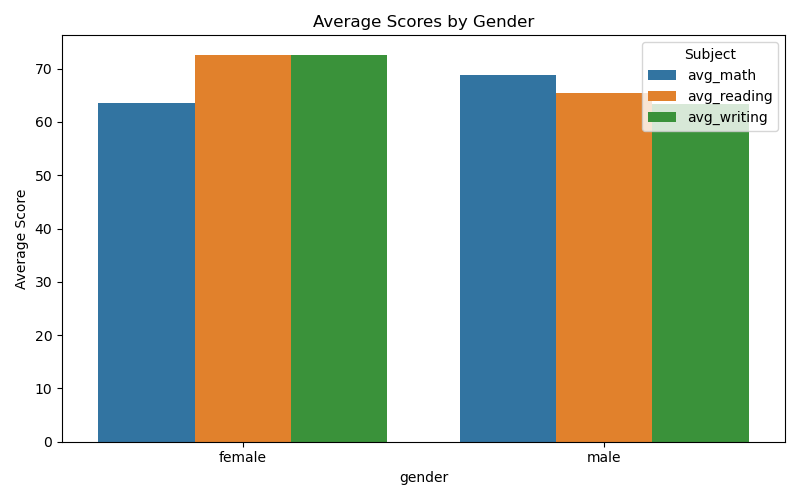 Average Scores by Gender
Subject
avg_math
avg_reading
avg_writing
Average Score
70
60
50
40
30
20
10
0
female male
gender